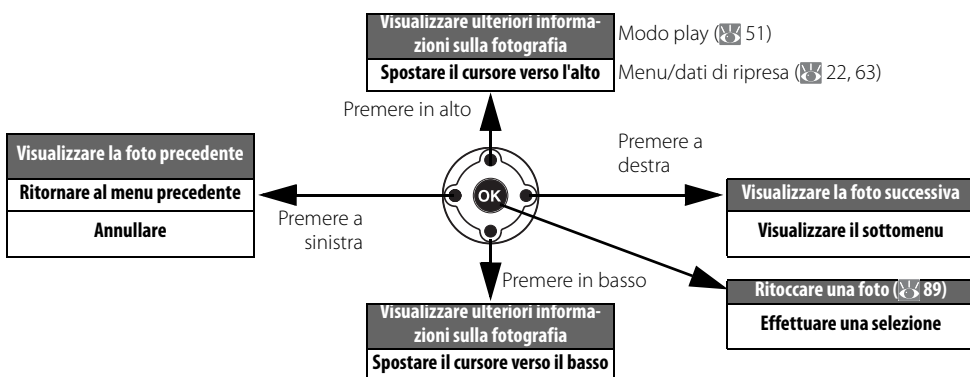 Visualizzare ulteriori informa-
zioni sulla fotografia
Modo play ( 51)
Spostare il cursore verso l'alto
Menu/dati di ripresa ( 22, 63)
Premere in alto
Premere a
destra
Visualizzare la foto precedente
Ritornare al menu precedente
Annullare
Premere a
sinistra
OK
Visualizzare la foto successiva
Visualizzare il sottomenu
Premere in basso
Ritoccare una foto ( 89)
Effettuare una selezione
Visualizzare ulteriori informa-
zioni sulla fotografia
Spostare il cursore verso il basso